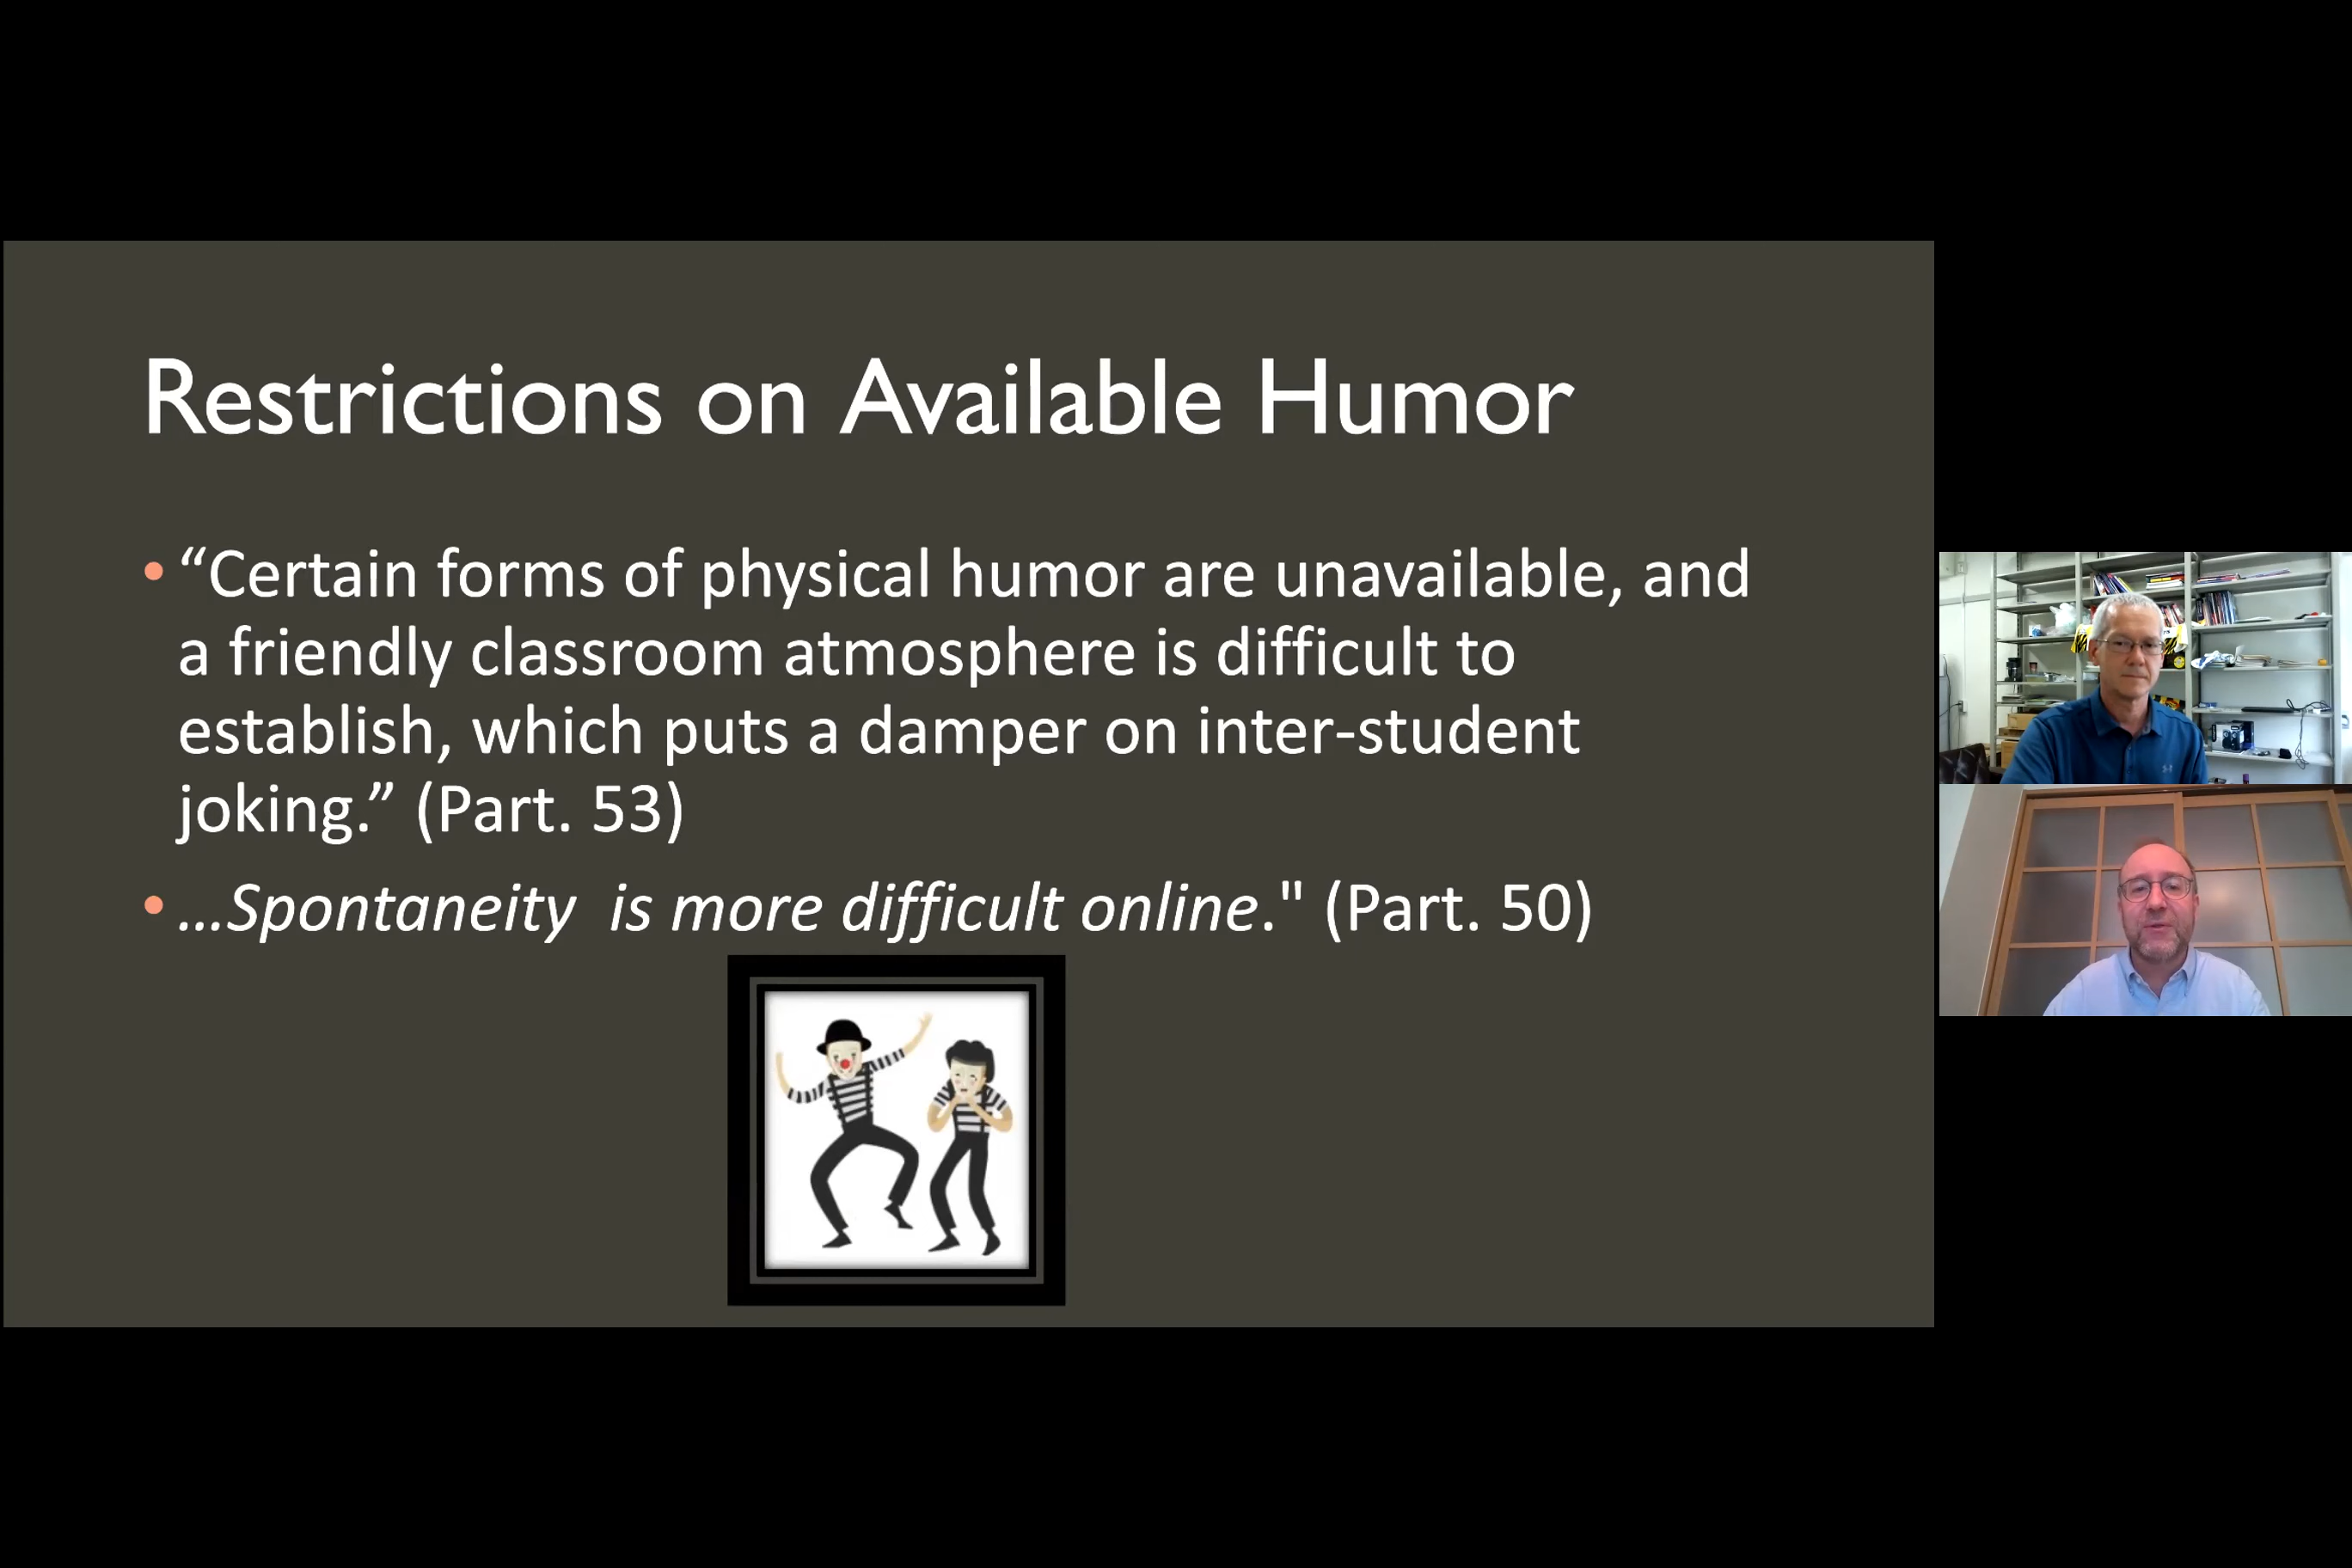 Restrictions on Available Humor
• “Certain forms of physical humor are unavailable, and
a friendly classroom atmosphere is difficult to
establish, which puts a damper on inter-student
joking.” (Part. 53)
• …Spontaneity  is more difficult online." (Part. 50)